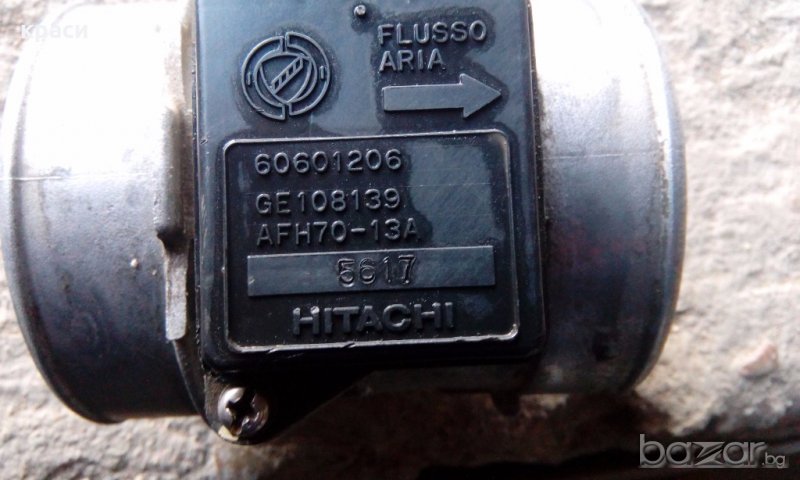 краси
FLUSSO
ARIA
60601206
GE108139
AFH70-13A
5617
HITACHI
bazar.bg